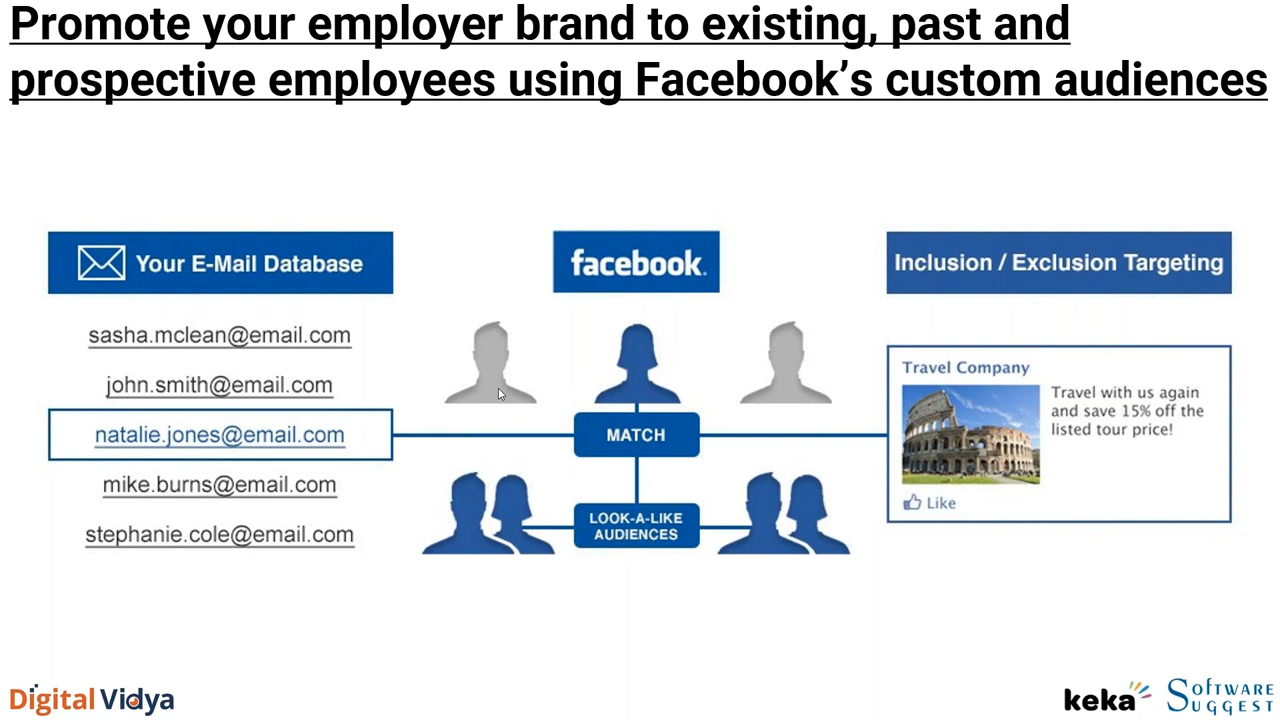 Promote your employer brand to existing, past and
prospective employees using Facebook’s custom audiences
Your E-Mail Database
sasha.mclean@email.com
john.smith@email.com
natalie.jones@email.com
mike.burns@email.com
stephanie.cole@email.com
facebook.
MATCH
LOOK-A-LIKE
AUDIENCES
Inclusion / Exclusion Targeting
Travel Company
Travel with us again
and save 15% off the
listed tour price!
Like
Digital Vidya
keka
SOFTWARE
SUGGEST